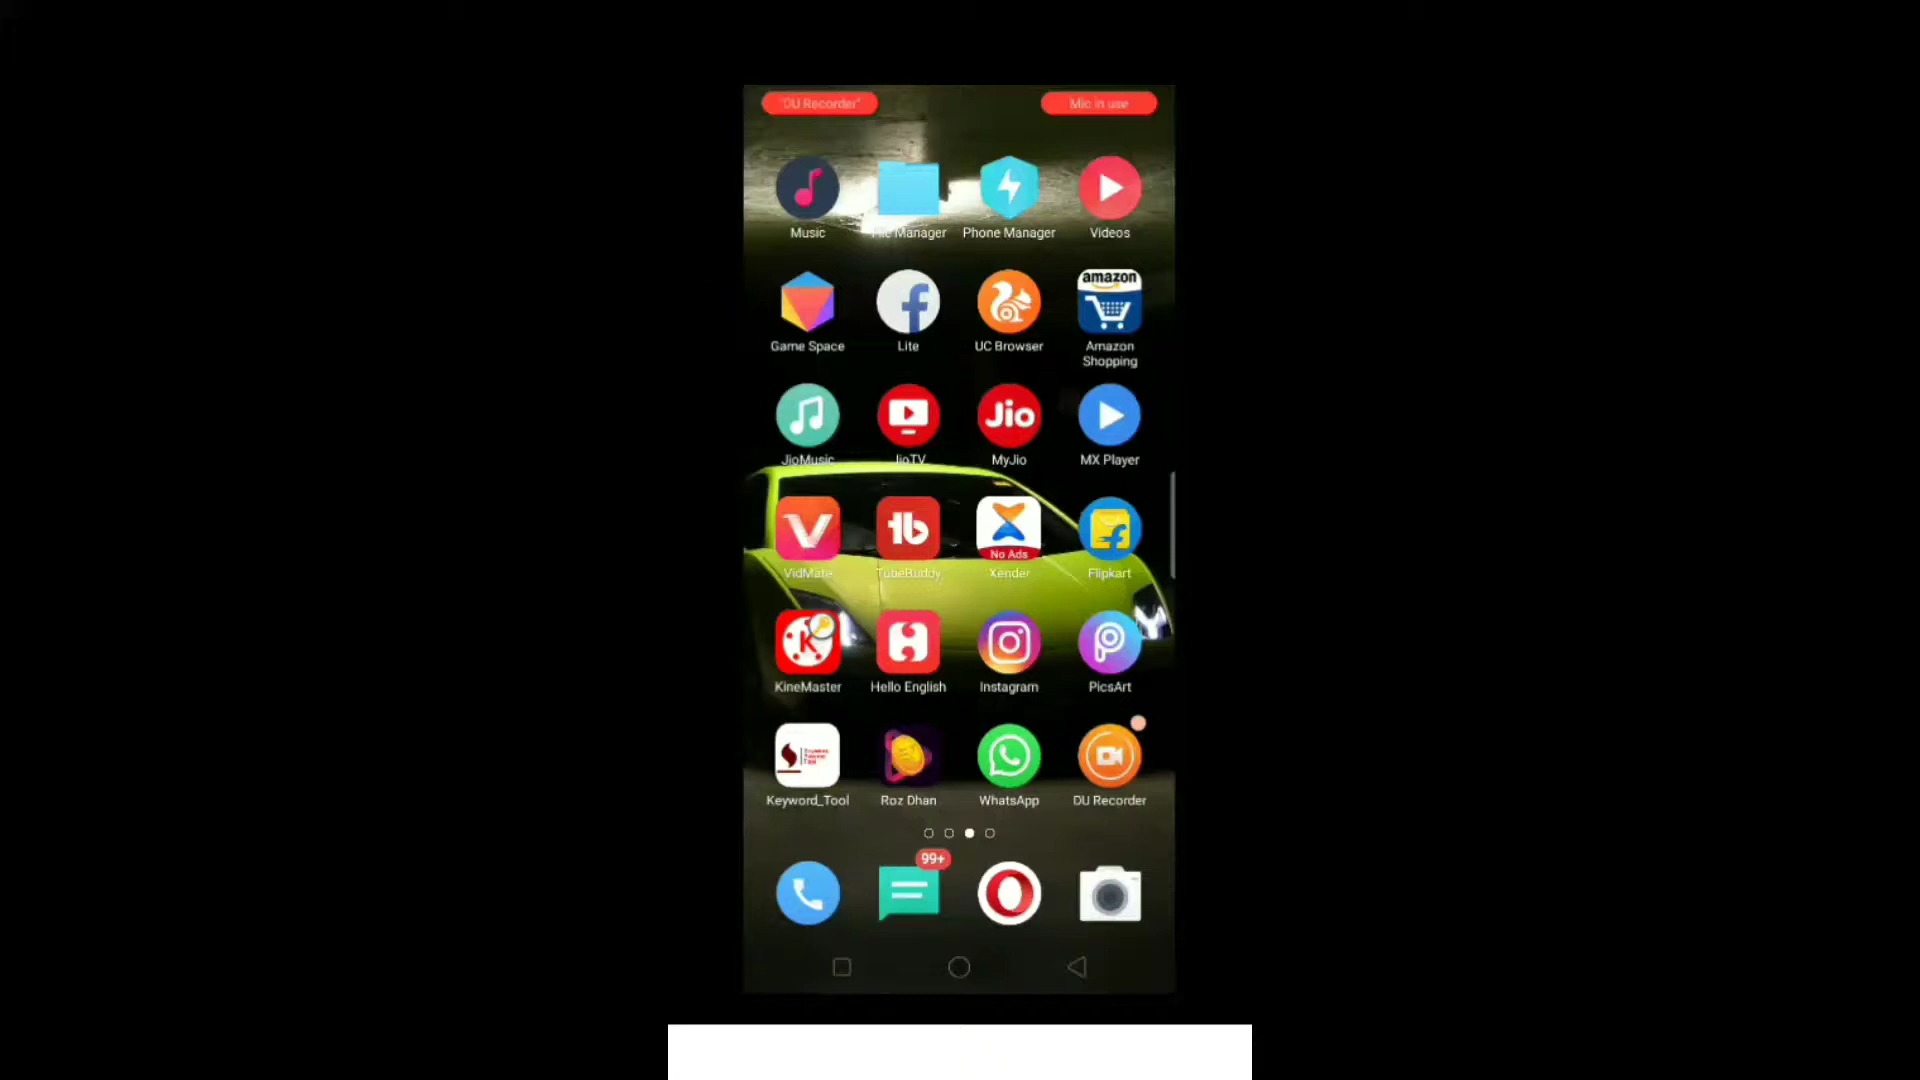 "DU Recorder" Mic in use
Music File Manager Phone Manager Videos
amazon
Game Space Lite UC Browser Amazon Shopping
Jio
JioMusic JioTV MyJio MX Player
No Ads
VidMate TubeBuddy Xender Flipkart
KineMaster Hello English Instagram PicsArt
Keyword_Tool Roz Dhan WhatsApp DU Recorder
99+